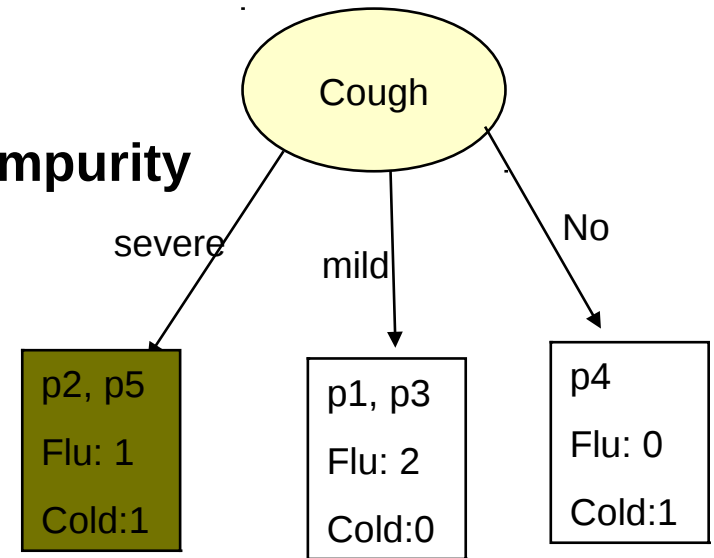 Cough
mpurity
severe
mild
No
p2, p5
Flu: 1
Cold:1
p1, p3
Flu: 2
Cold:0
p4
Flu: 0
Cold:1